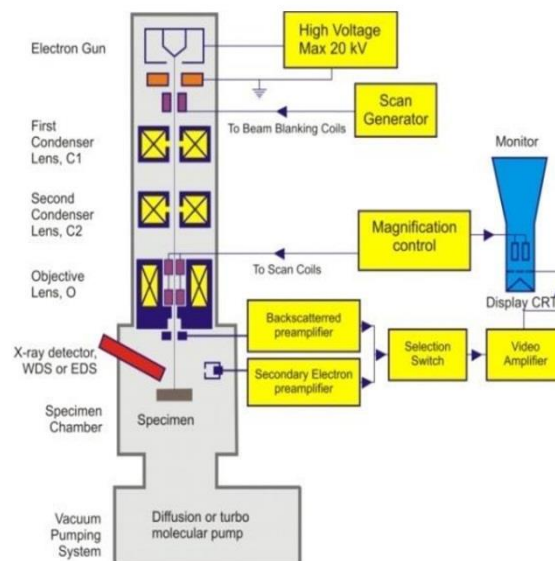 Electron Gun
High Voltage
Max 20 kV
Scan
Generator
To Beam Blanking Coils
First
Condenser
Lens, C1
Monitor
Second
Condenser
Lens, C2
Magnification
control
To Scan Coils
Objective
Lens, O
Display CRT
Backscatterred
preamplifier
X-ray detector,
WDS or EDS
Selection
Switch
Video
Amplifier
Secondary Electron
preamplifier
Specimen
Chamber
Specimen
Vacuum
Pumping
System
Diffusion or turbo
molecular pump